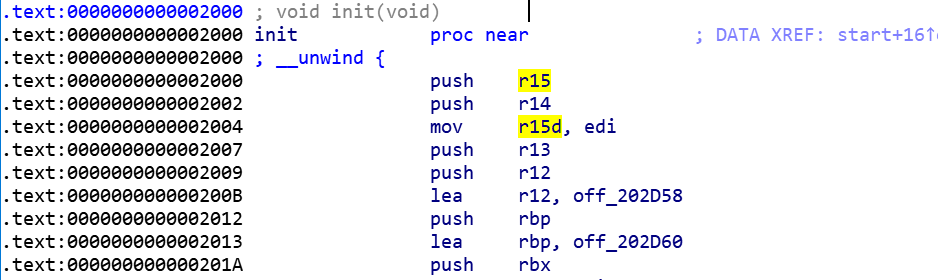 .text:0000000000002000 ; void init(void)
.text:0000000000002000 init proc near ; DATA XREF: start+16↑
.text:0000000000002000 ; __unwind {
.text:0000000000002000 push r15
.text:0000000000002002 push r14
.text:0000000000002004 mov r15d, edi
.text:0000000000002007 push r13
.text:0000000000002009 push r12
.text:000000000000200B lea r12, off_202D58
.text:0000000000002012 push rbp
.text:0000000000002013 lea rbp, off_202D60
.text:000000000000201A push rbx